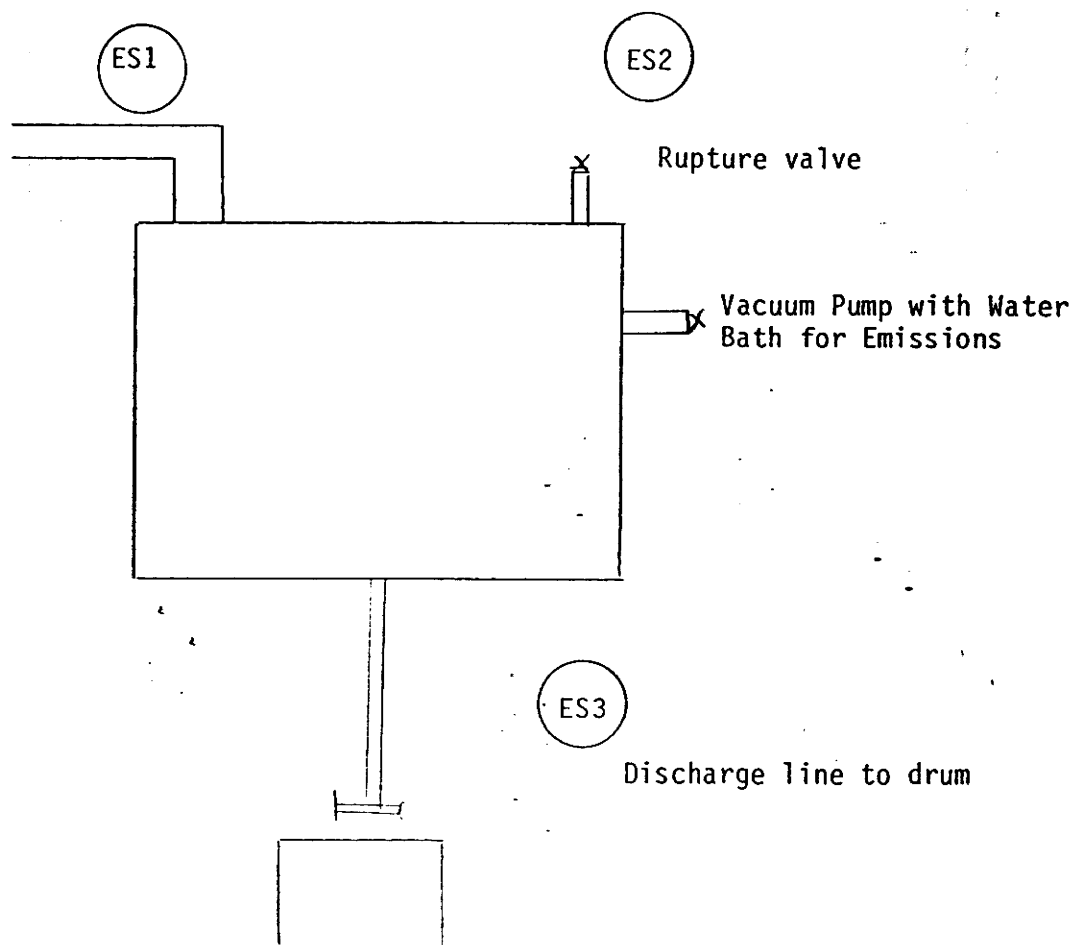 ES1
ES2
Rupture valve
Vacuum Pump with Water
Bath for Emissions
ES3
Discharge line to drum